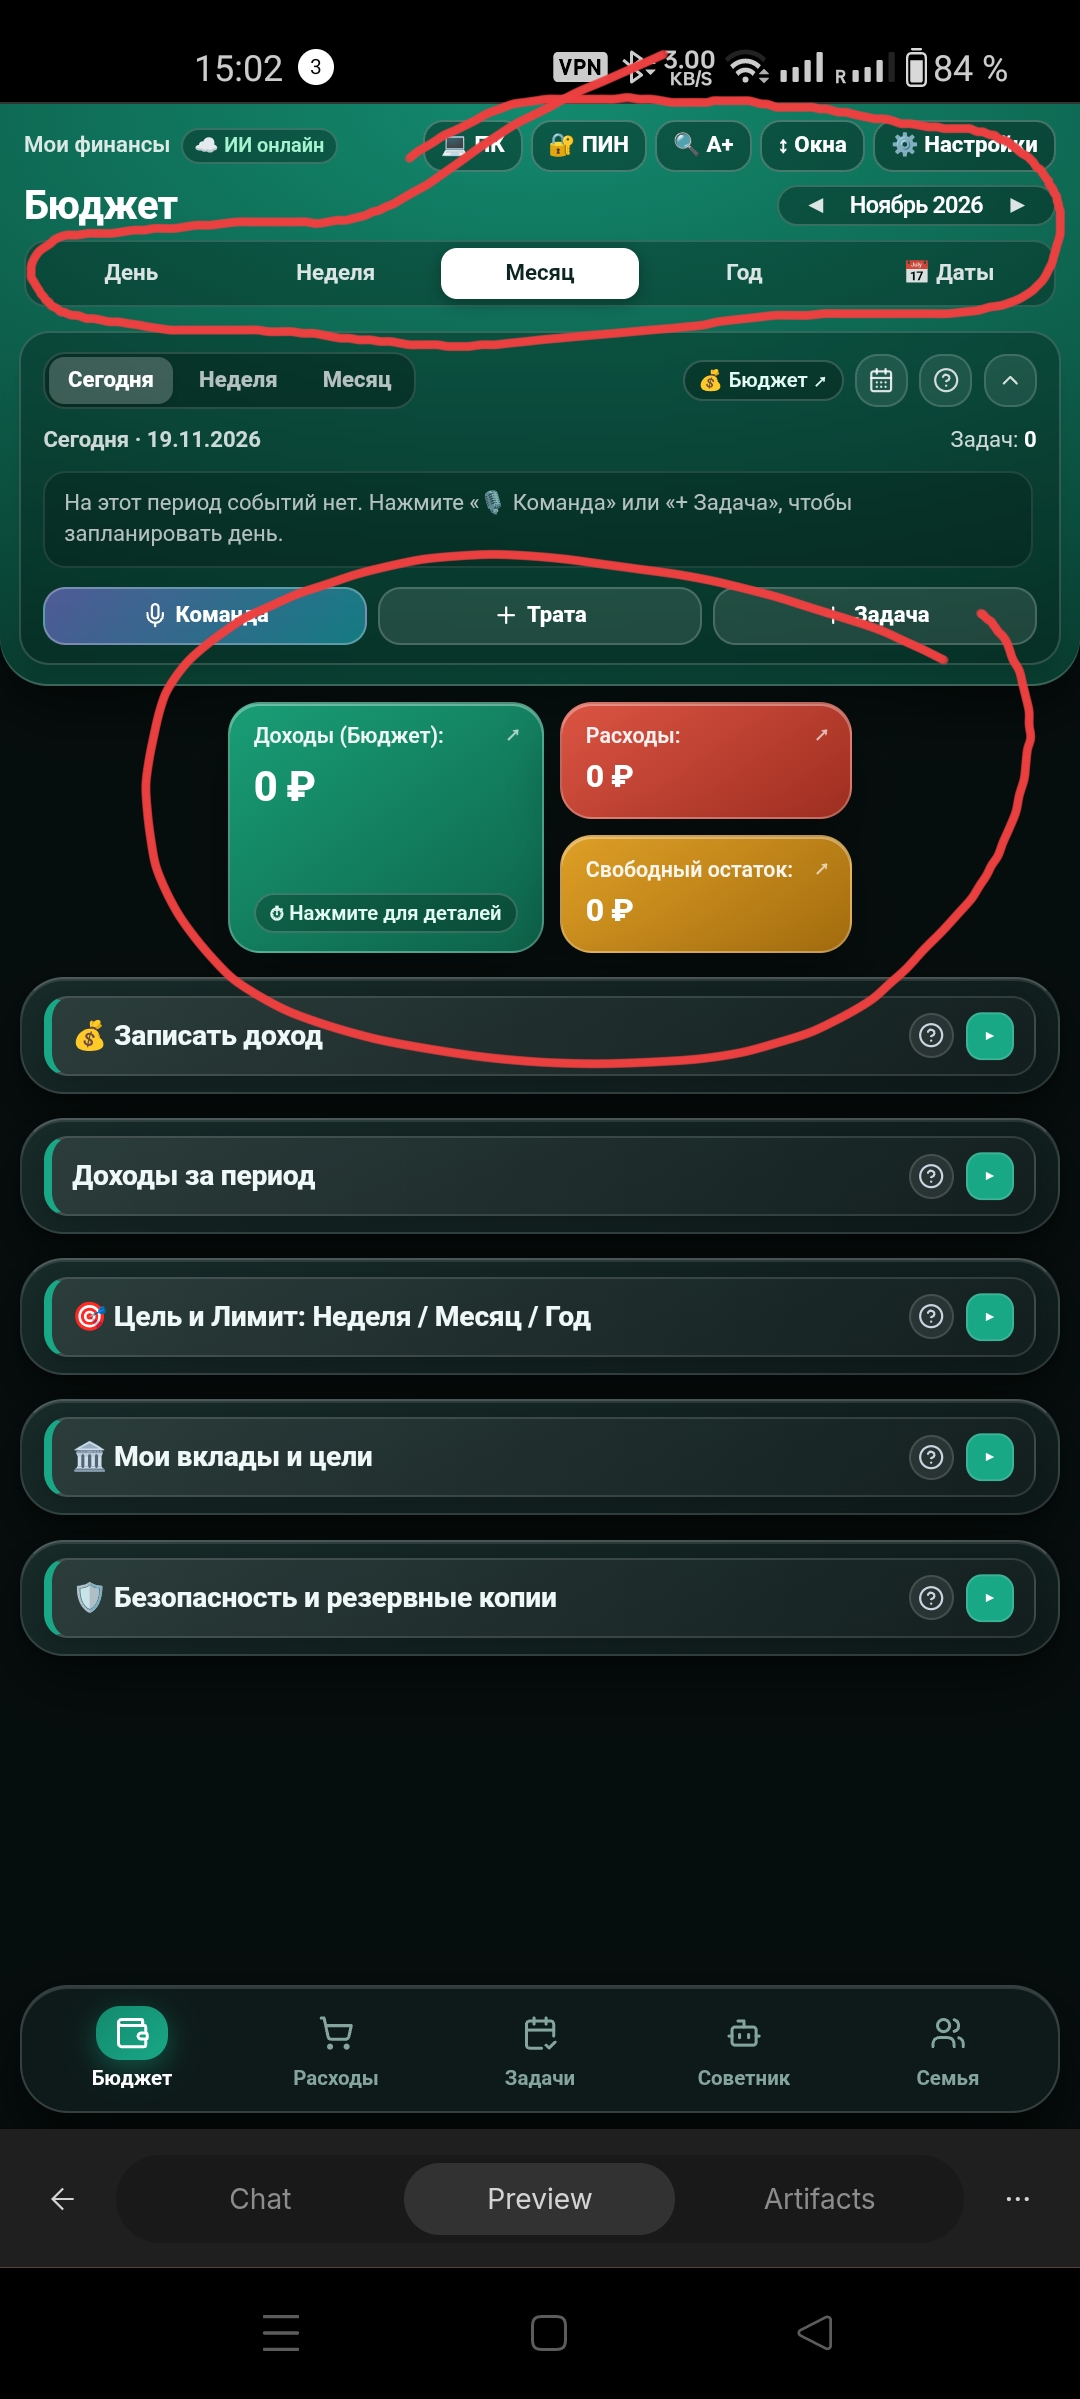 15:02 3 VPN 3.00 KB/S R 84 %
Мои финансы ☁️ ИИ онлайн 💻 ПК 🔐 ПИН 🔍 A+ ↕ Окна ⚙️ Настройки
Бюджет ◀ Ноябрь 2026 ▶
День Неделя Месяц Год 📅 Даты
Сегодня Неделя Месяц 💰 Бюджет ↗
Сегодня · 19.11.2026 Задач: 0
На этот период событий нет. Нажмите «🎙️ Команда» или «+ Задача», чтобы
запланировать день.
Команда + Трата + Задача
Доходы (Бюджет): ↗
0 ₽
⏱ Нажмите для деталей
Расходы: ↗
0 ₽
Свободный остаток: ↗
0 ₽
💰 Записать доход
Доходы за период
🎯 Цель и Лимит: Неделя / Месяц / Год
🏛️ Мои вклады и цели
🛡️ Безопасность и резервные копии
Бюджет Расходы Задачи Советник Семья
Chat Preview Artifacts